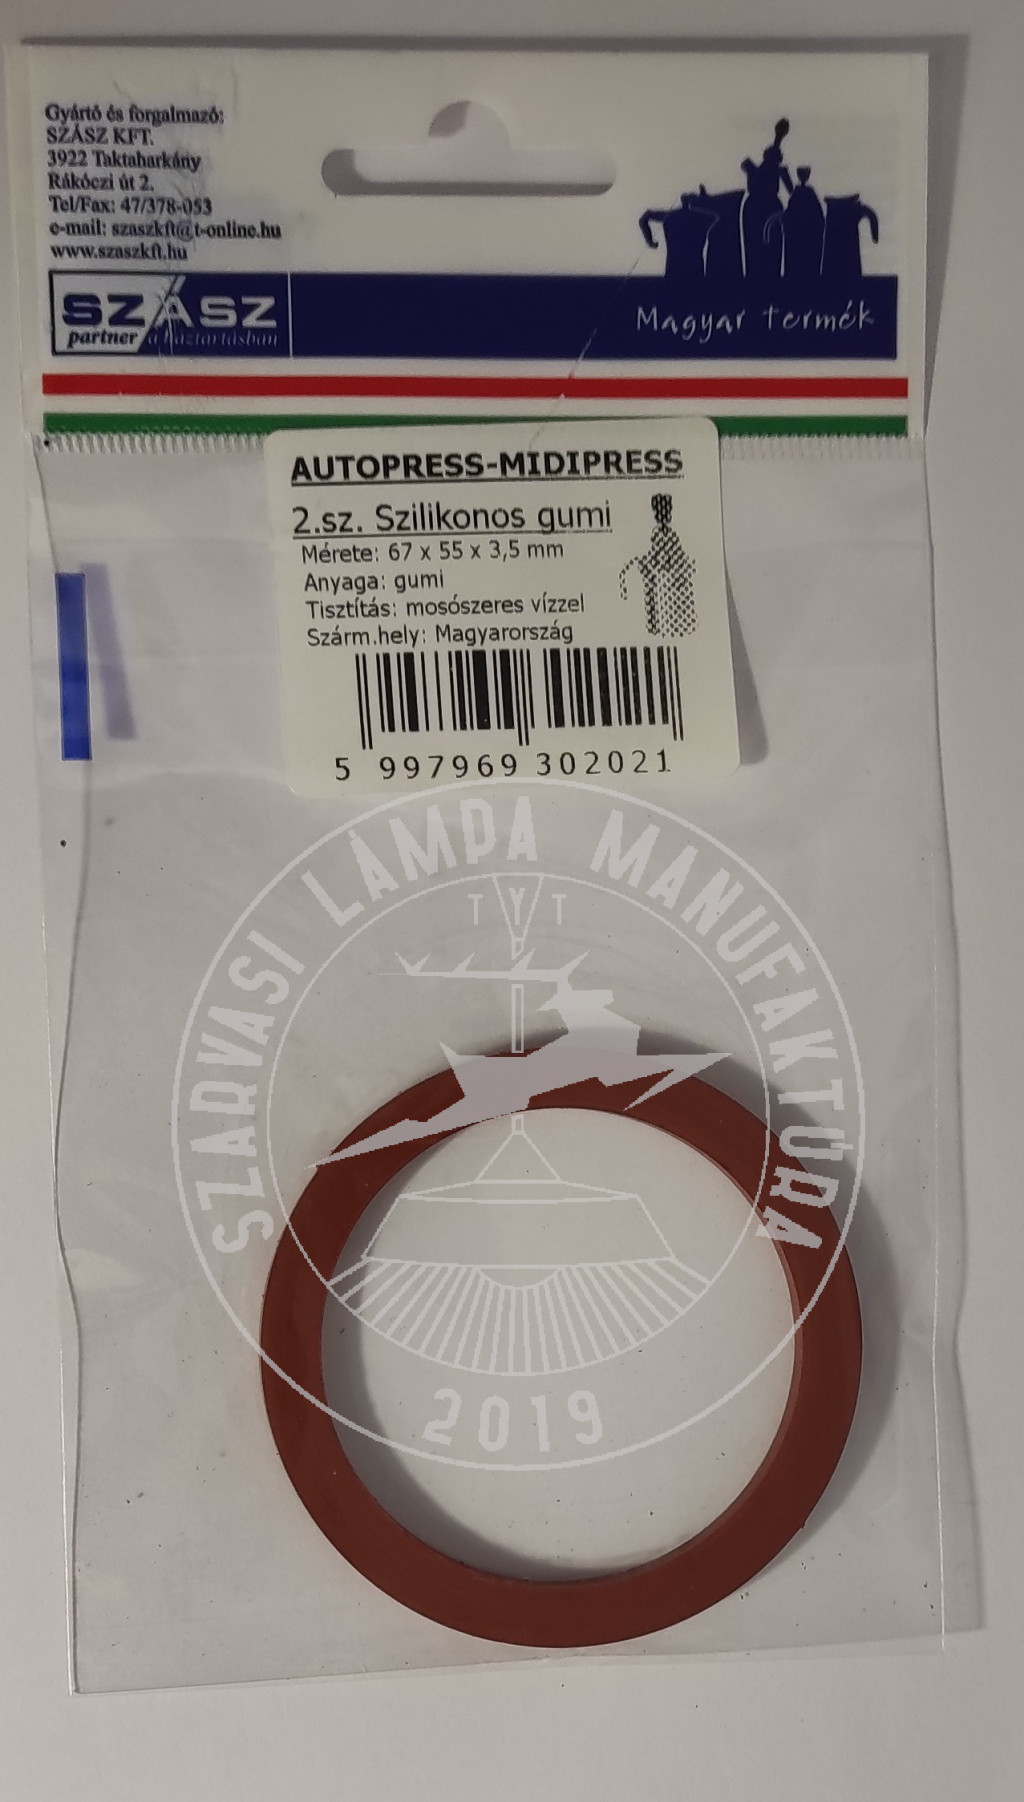 Gyártó és forgalmazó:
SZÁSZ KFT.
3922 Taktaharkány
Rákóczi út 2.
Tel/Fax: 47/378-053
e-mail: szaszkft@t-online.hu
www.szaszkft.hu
SZÁSZ
partner a háztartásban
Magyar termék
AUTOPRESS-MIDIPRESS
2.sz. Szilikonos gumi
Mérete: 67 x 55 x 3,5 mm
Anyaga: gumi
Tisztítás: mosószeres vízzel
Szárm.hely: Magyarország
5 997969 302021
SZARVASI LÁMPA MANUFAKTÚRA
TYT
2019